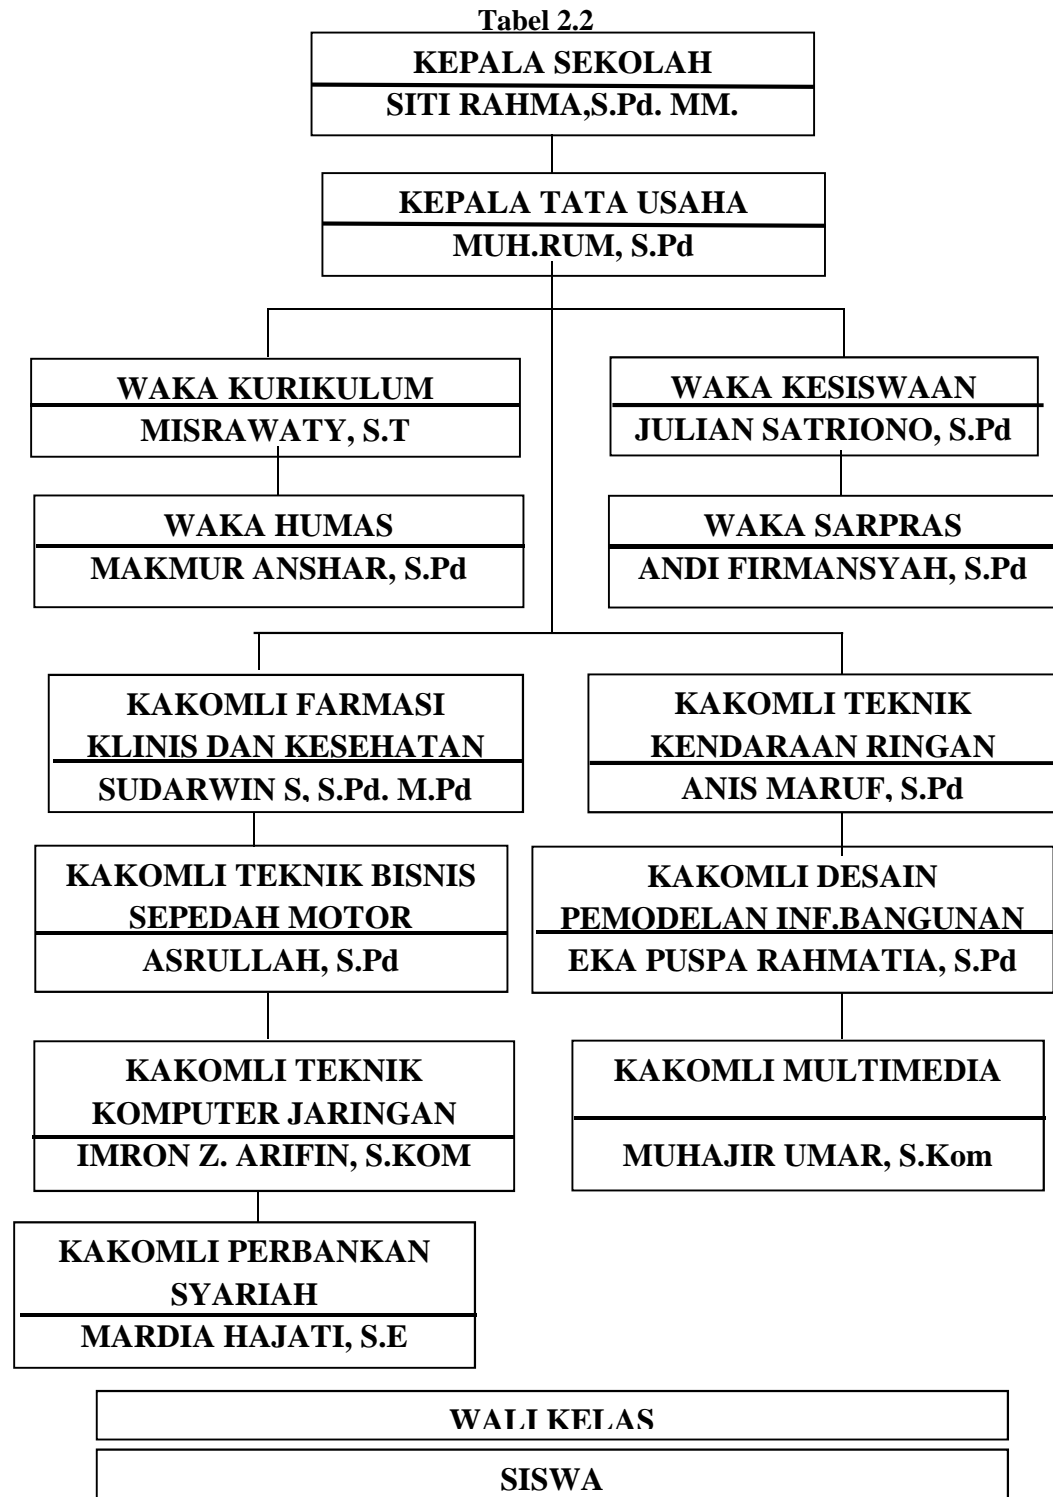 Tabel 2.2
KEPALA SEKOLAH
SITI RAHMA,S.Pd. MM.
KEPALA TATA USAHA
MUH.RUM, S.Pd
WAKA KURIKULUM
MISRAWATY, S.T
WAKA KESISWAAN
JULIAN SATRIONO, S.Pd
WAKA HUMAS
MAKMUR ANSHAR, S.Pd
WAKA SARPRAS
ANDI FIRMANSYAH, S.Pd
KAKOMLI FARMASI
KLINIS DAN KESEHATAN
SUDARWIN S, S.Pd. M.Pd
KAKOMLI TEKNIK
KENDARAAN RINGAN
ANIS MARUF, S.Pd
KAKOMLI TEKNIK BISNIS
SEPEDAH MOTOR
ASRULLAH, S.Pd
KAKOMLI DESAIN
PEMODELAN INF.BANGUNAN
EKA PUSPA RAHMATIA, S.Pd
KAKOMLI TEKNIK
KOMPUTER JARINGAN
IMRON Z. ARIFIN, S.KOM
KAKOMLI MULTIMEDIA
MUHAJIR UMAR, S.Kom
KAKOMLI PERBANKAN
SYARIAH
MARDIA HAJATI, S.E
WALI KELAS
SISWA